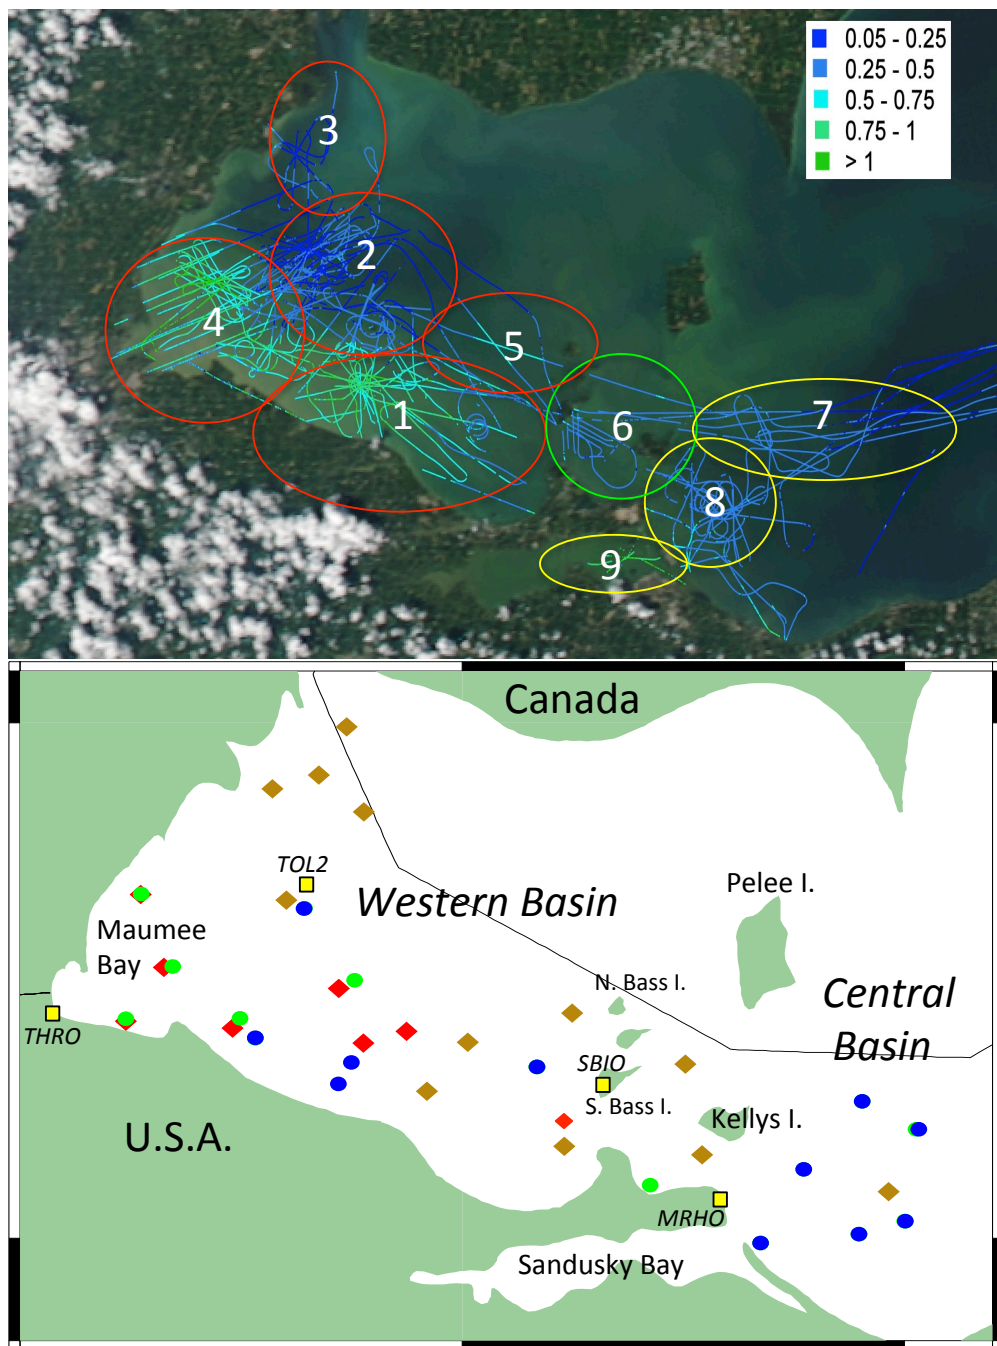 0.05 - 0.25
0.25 - 0.5
0.5 - 0.75
0.75 - 1
> 1
3
2
4
5
1
6
7
8
9
Canada
TOL2
Western Basin
Pelee I.
Maumee
Bay
N. Bass I.
Central
Basin
THRO
SBIO
S. Bass I.
Kellys I.
U.S.A.
MRHO
Sandusky Bay